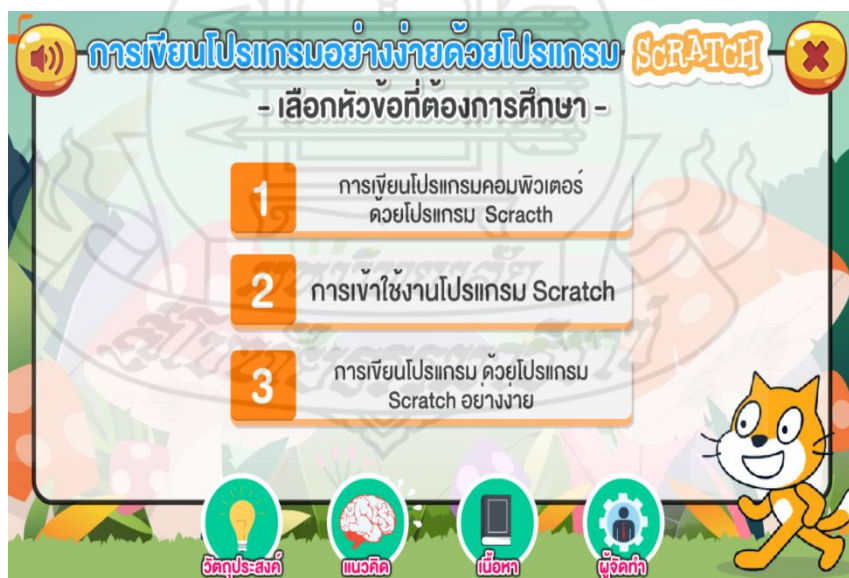 การเขียนโปรแกรมอย่างง่ายด้วยโปรแกรม SCRATCH
- เลือกหัวข้อที่ต้องการศึกษา -
1
การเขียนโปรแกรมคอมพิวเตอร์
ด้วยโปรแกรม Scracth
2
การเข้าใช้งานโปรแกรม Scratch
3
การเขียนโปรแกรม ด้วยโปรแกรม
Scratch อย่างง่าย
วัตถุประสงค์
แนวคิด
เนื้อหา
ผู้จัดทำ